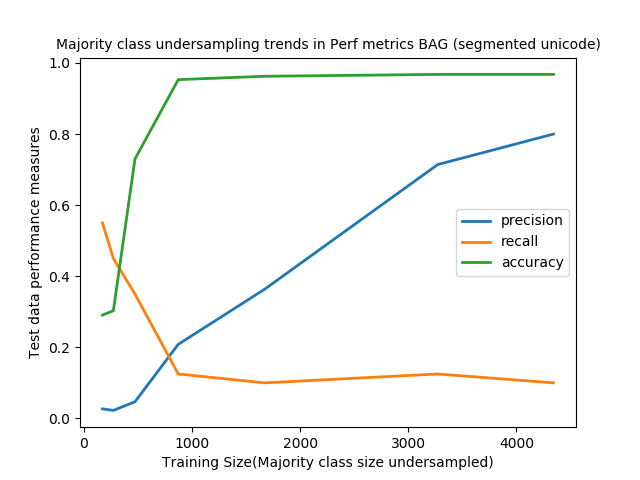 Majority class undersampling trends in Perf metrics BAG (segmented unicode)
1.0
0.8
0.6
0.4
0.2
0.0
Test data performance measures
precision
recall
accuracy
0
1000
2000
3000
4000
Training Size(Majority class size undersampled)